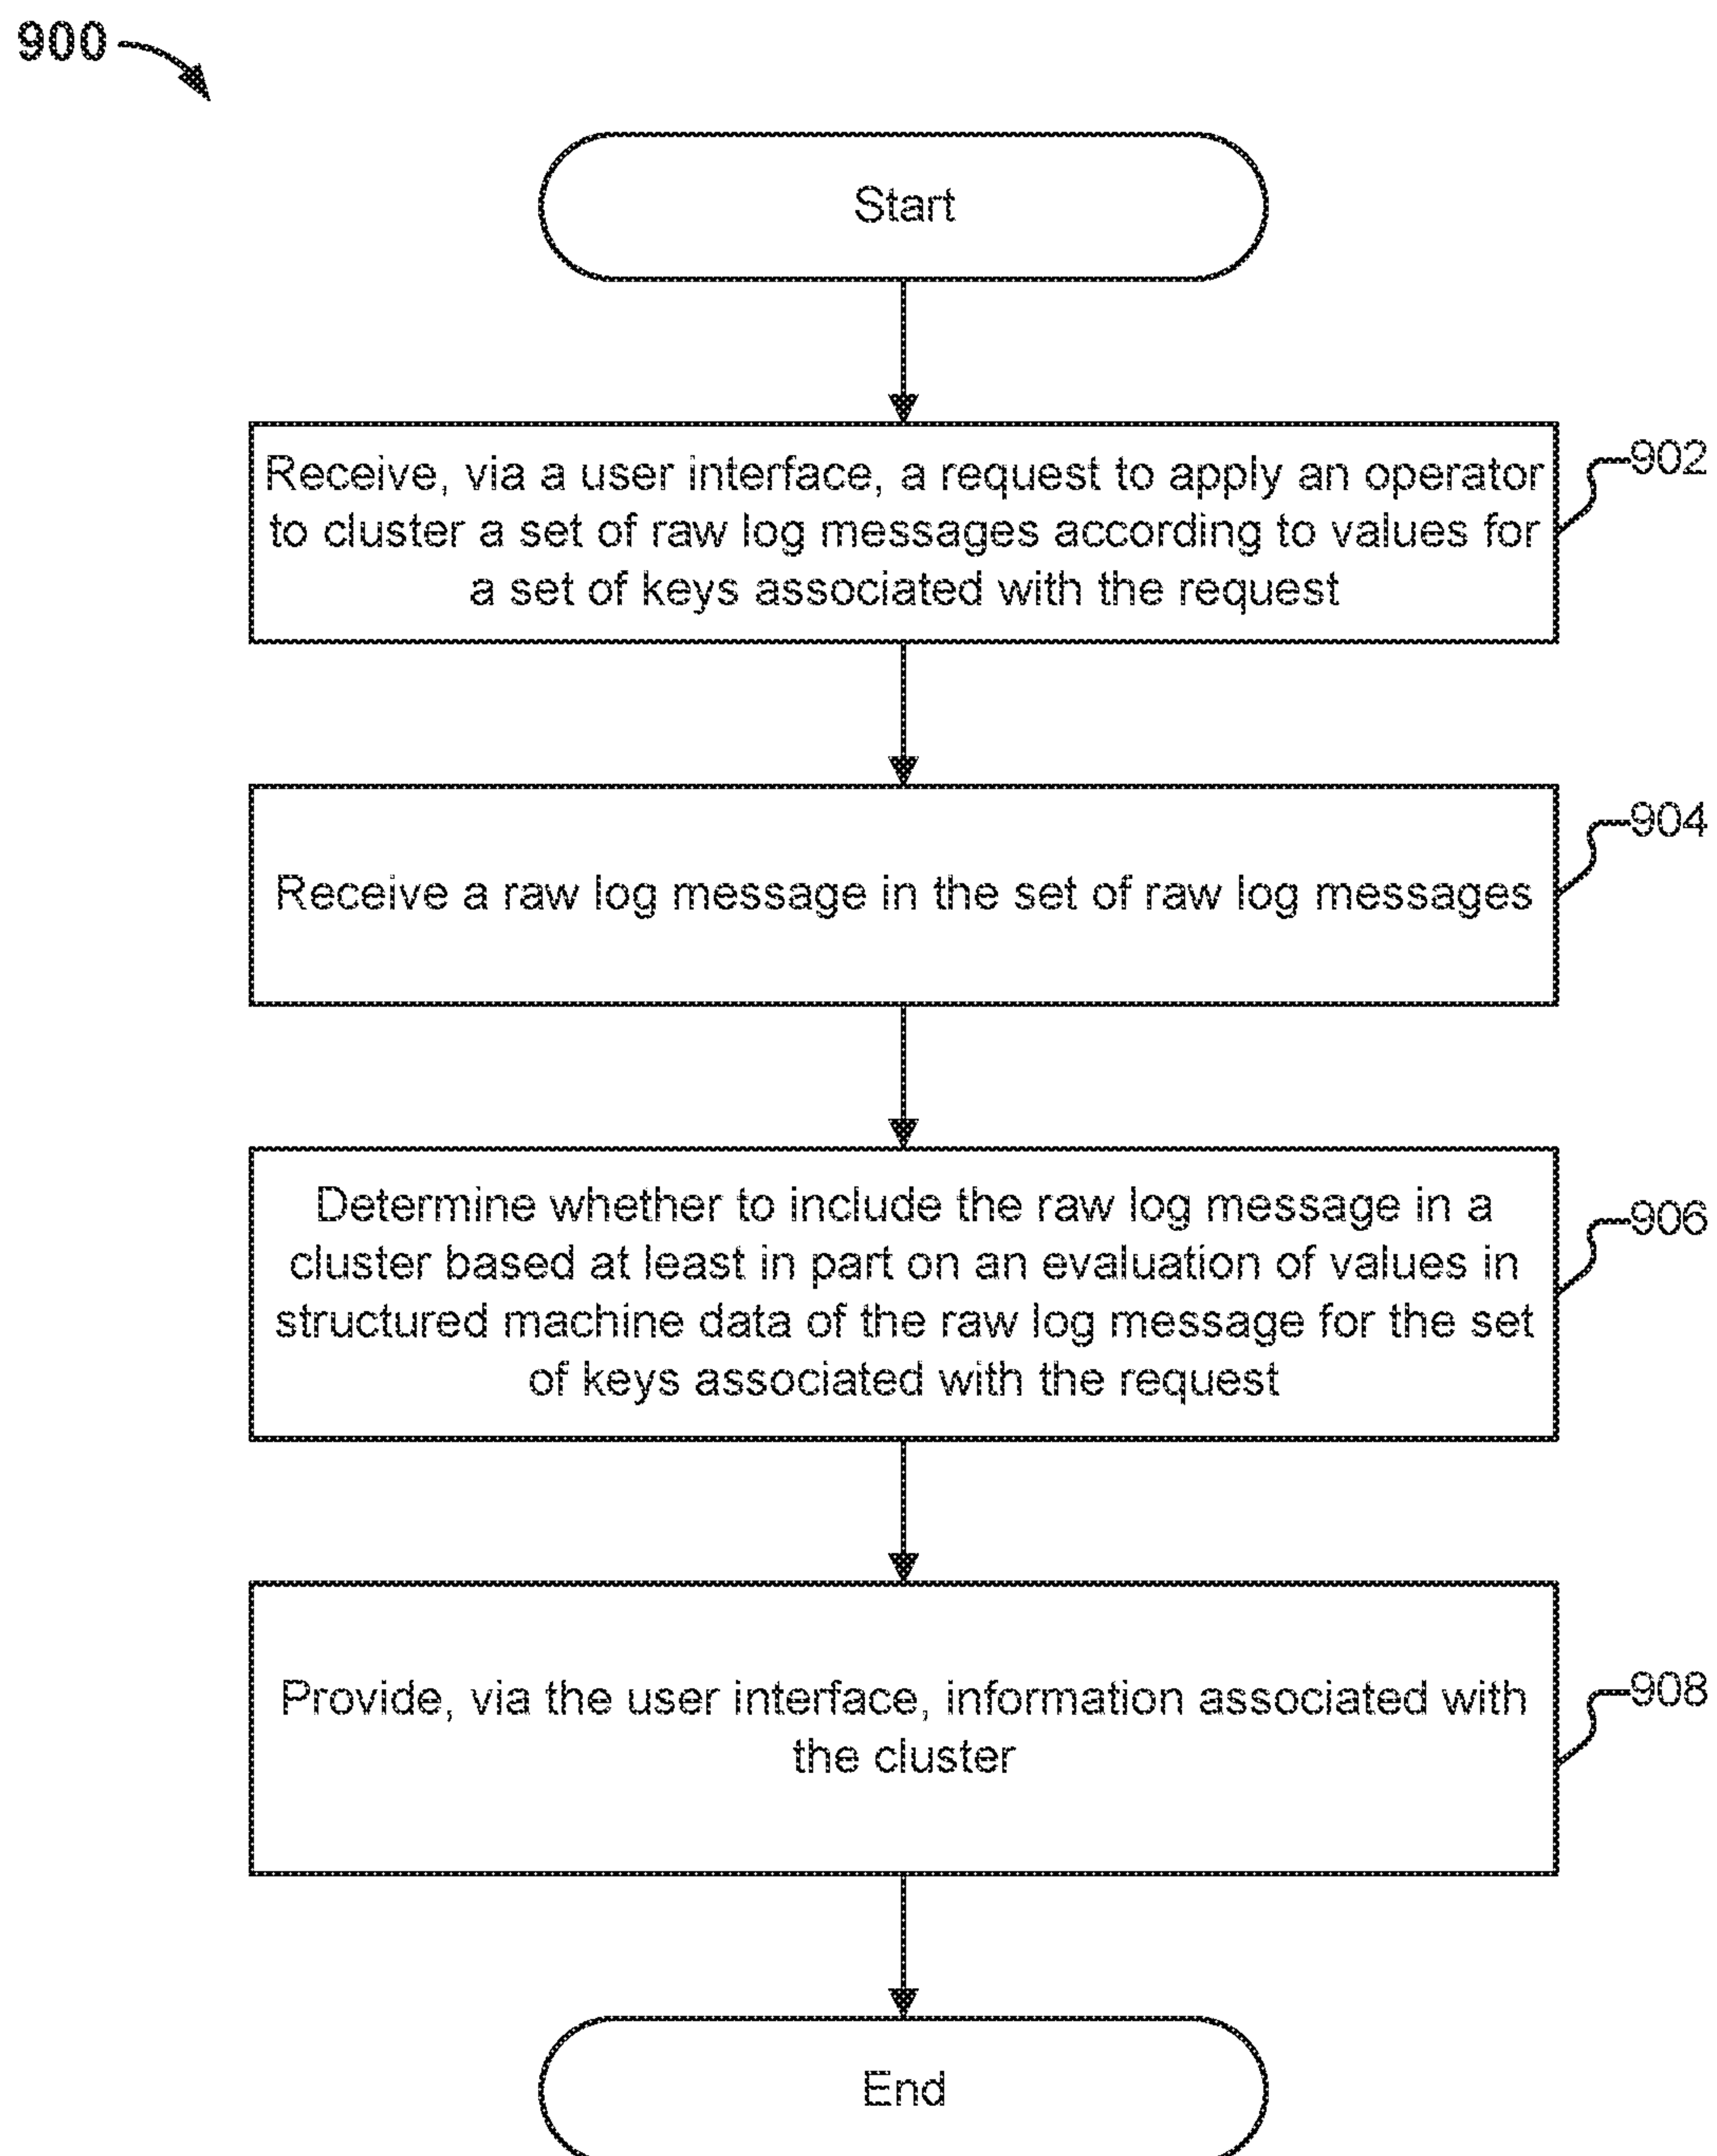 900
Start
Receive, via a user interface, a request to apply an operator
to cluster a set of raw log messages according to values for
a set of keys associated with the request
902
Receive a raw log message in the set of raw log messages
904
Determine whether to include the raw log message in a
cluster based at least in part on an evaluation of values in
structured machine data of the raw log message for the set
of keys associated with the request
906
Provide, via the user interface, information associated with
the cluster
908
End